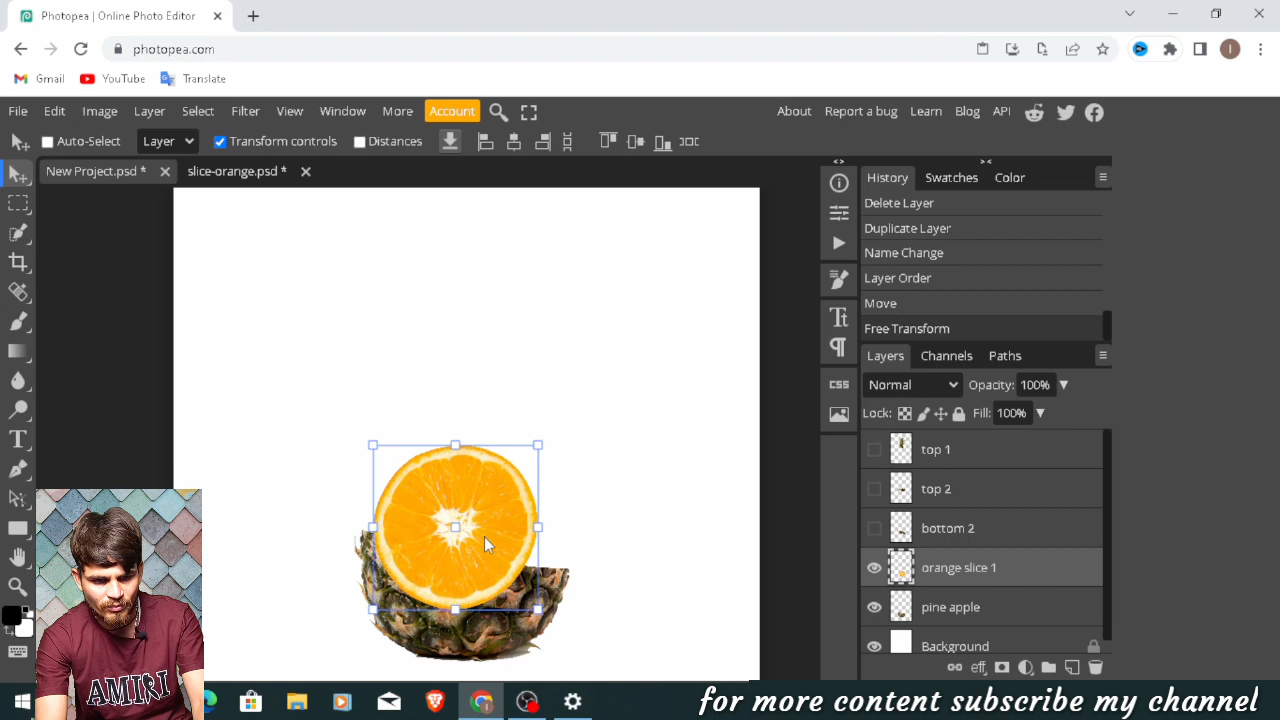 Photopea | Online Photo Editor
photopea.com
Gmail YouTube Translate
File Edit Image Layer Select Filter View Window More Account About Report a bug Learn Blog API
Auto-Select Layer Transform controls Distances
New Project.psd * slice-orange.psd *
History Swatches Color
Delete Layer
Duplicate Layer
Name Change
Layer Order
Move
Free Transform
CSS
Layers Channels Paths
Normal Opacity: 100%
Lock: Fill: 100%
top 1
top 2
bottom 2
orange slice 1
pine apple
Background
eff
AMIRI
for more content subscribe my channel